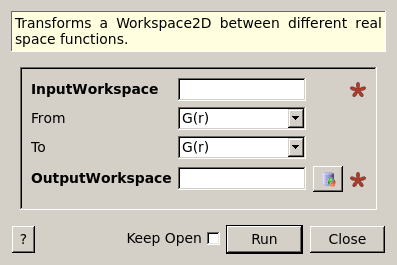 Transforms a Workspace2D between different real
space functions.
InputWorkspace
From G(r)
To G(r)
OutputWorkspace
? Keep Open Run Close